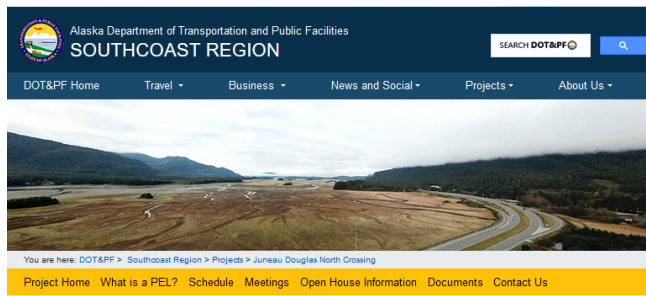 Alaska Department of Transportation and Public Facilities
SOUTHCOAST REGION
SEARCH DOT&PF
DOT&PF Home Travel Business News and Social Projects About Us
You are here: DOT&PF > Southcoast Region > Projects > Juneau Douglas North Crossing
Project Home What is a PEL? Schedule Meetings Open House Information Documents Contact Us